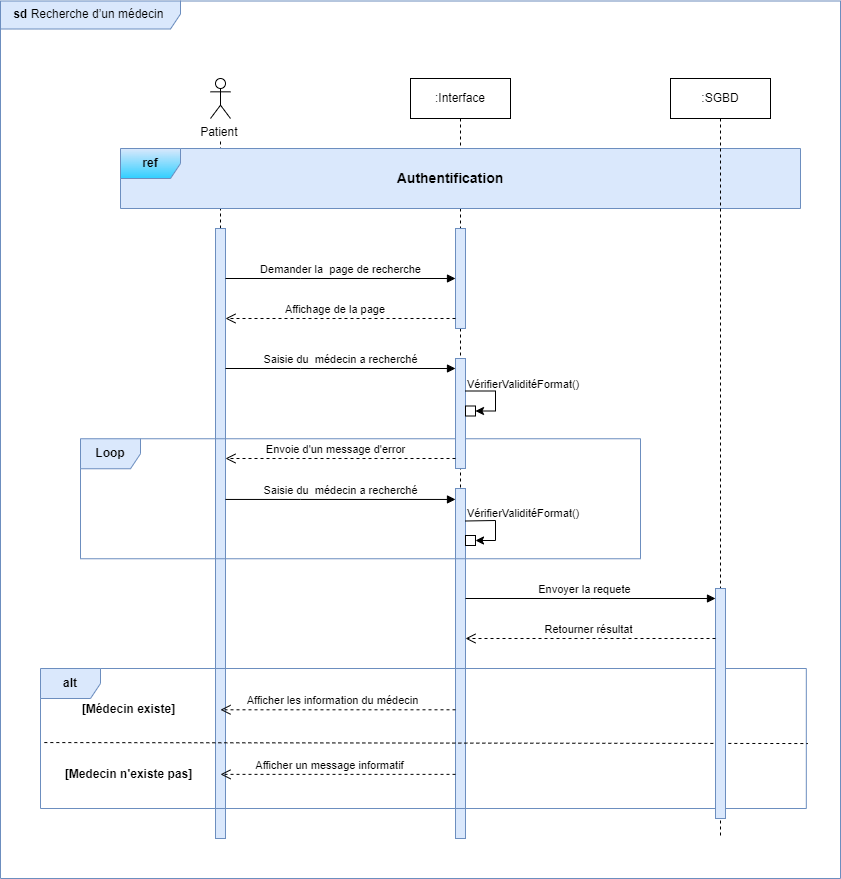 sd Recherche d'un médecin
:Interface
:SGBD
Patient
ref
Authentification
Demander la page de recherche
Affichage de la page
Saisie du médecin a recherché
VérifierValiditéFormat()
Loop
Envoie d'un message d'error
Saisie du médecin a recherché
VérifierValiditéFormat()
Envoyer la requete
Retourner résultat
alt
Afficher les information du médecin
[Médecin existe]
Afficher un message informatif
[Medecin n'existe pas]